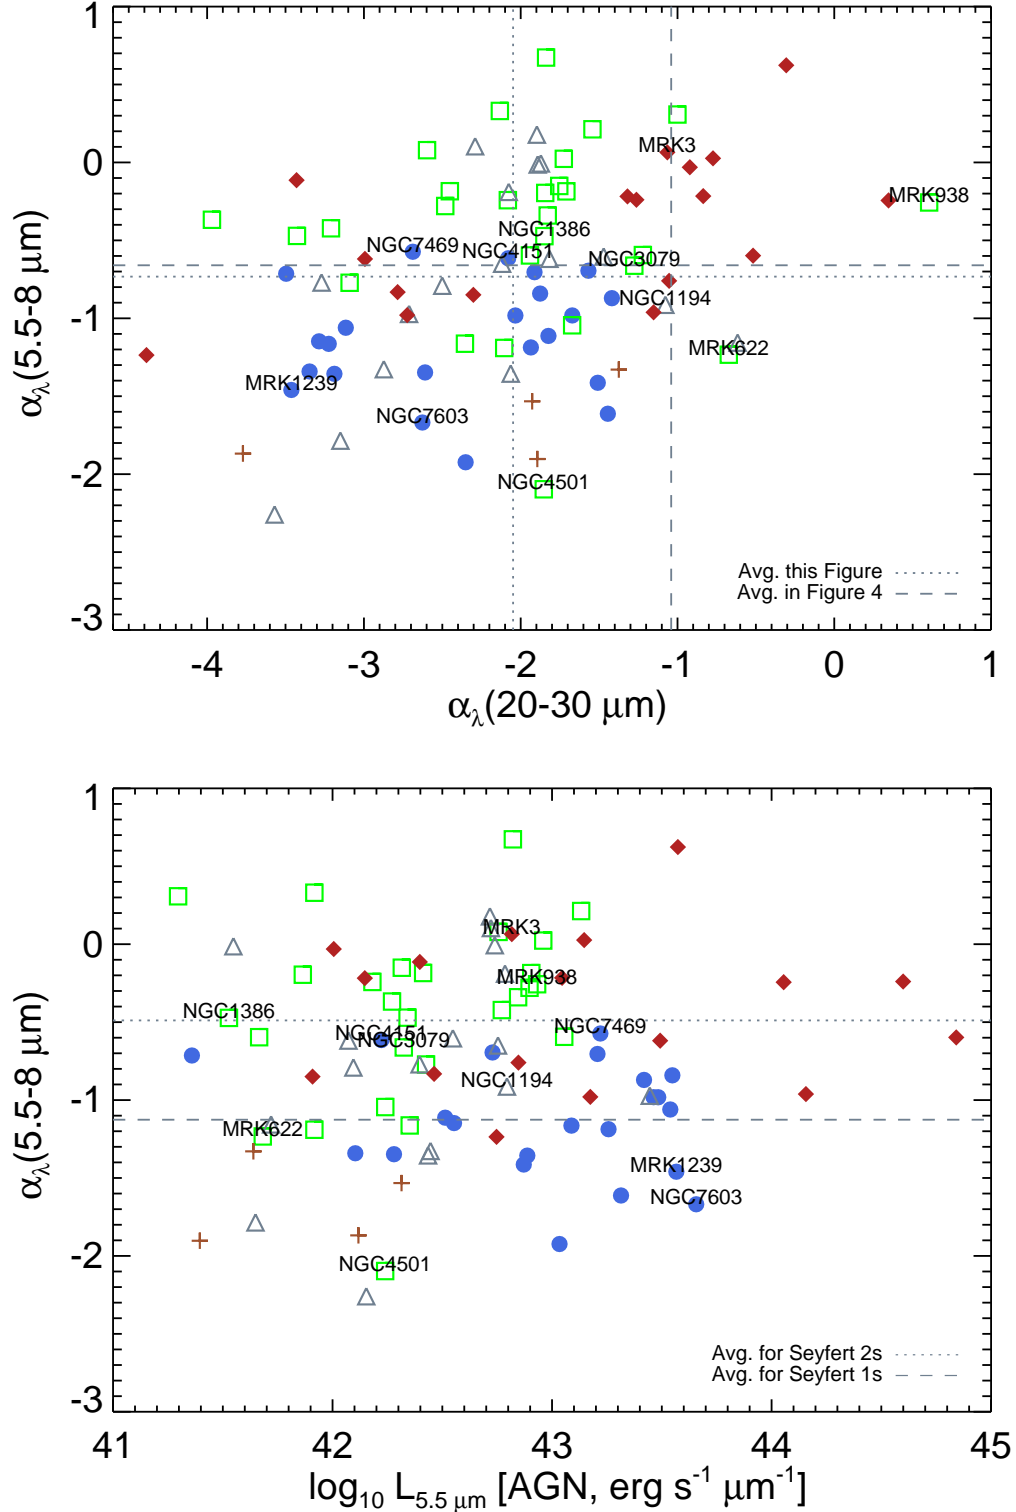 1
0
-1
-2
-3
αλ(5.5-8 μm)
MRK3
MRK938
NGC1386
NGC7469
NGC4151
NGC3079
NGC1194
MRK622
MRK1239
NGC7603
NGC4501
Avg. this Figure
Avg. in Figure 4
-4 -3 -2 -1 0 1
αλ(20-30 μm)
1
0
-1
-2
-3
αλ(5.5-8 μm)
MRK3
MRK938
NGC1386
NGC7469
NGC4151
NGC3079
NGC1194
MRK622
MRK1239
NGC7603
NGC4501
Avg. for Seyfert 2s
Avg. for Seyfert 1s
41 42 43 44 45
log10 L5.5 μm [AGN, erg s-1 μm-1]